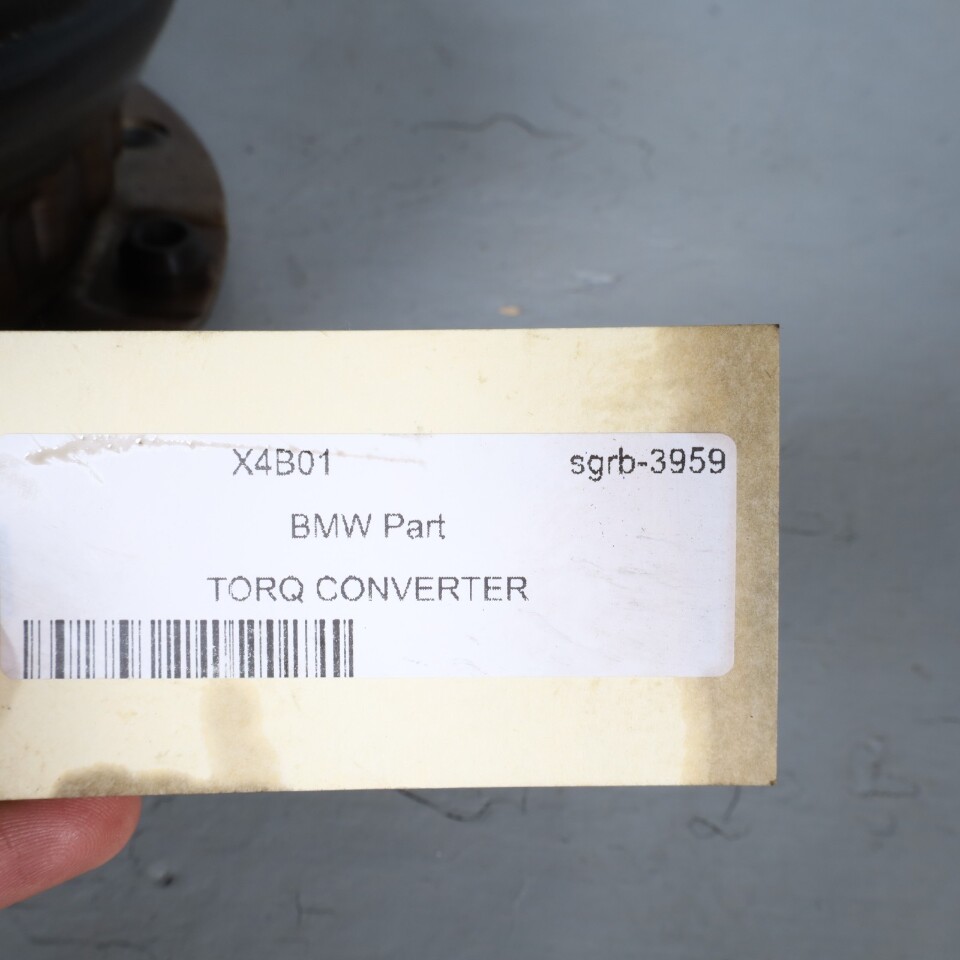 X4B01 sgrb-3959
BMW Part
TORQ CONVERTER